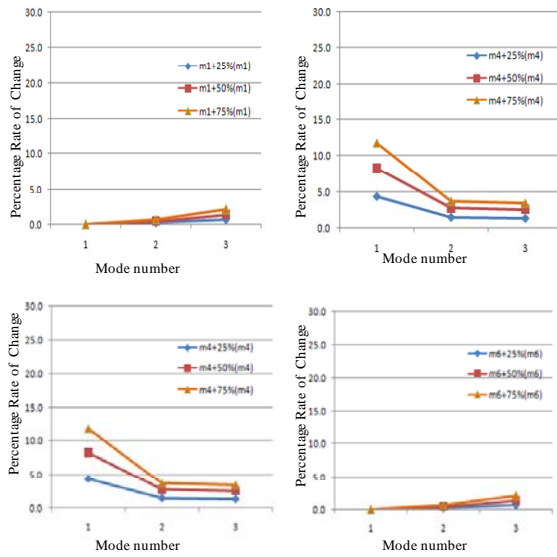 Percentage Rate of Change
30.0
25.0
20.0
15.0
10.0
5.0
0.0
m1+25%(m1)
m1+50%(m1)
m1+75%(m1)
1 2 3
Mode number
Percentage Rate of Change
30.0
25.0
20.0
15.0
10.0
5.0
0.0
m4+25%(m4)
m4+50%(m4)
m4+75%(m4)
1 2 3
Mode number
Percentage Rate of Change
30.0
25.0
20.0
15.0
10.0
5.0
0.0
m4+25%(m4)
m4+50%(m4)
m4+75%(m4)
1 2 3
Mode number
Percentage Rate of Change
30.0
25.0
20.0
15.0
10.0
5.0
0.0
m6+25%(m6)
m6+50%(m6)
m6+75%(m6)
1 2 3
Mode number